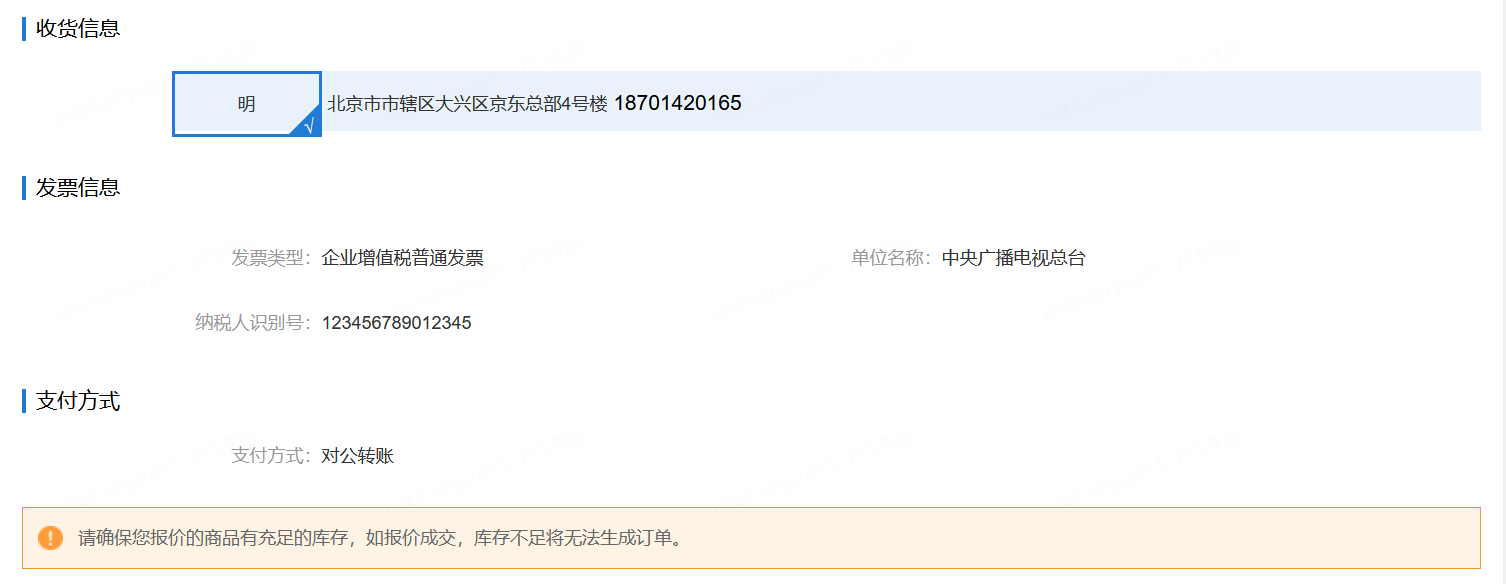 收货信息
明 北京市市辖区大兴区京东总部4号楼 18701420165
√
发票信息
发票类型： 企业增值税普通发票 单位名称： 中央广播电视总台
纳税人识别号： 123456789012345
支付方式
支付方式： 对公转账
请确保您报价的商品有充足的库存，如报价成交，库存不足将无法生成订单。